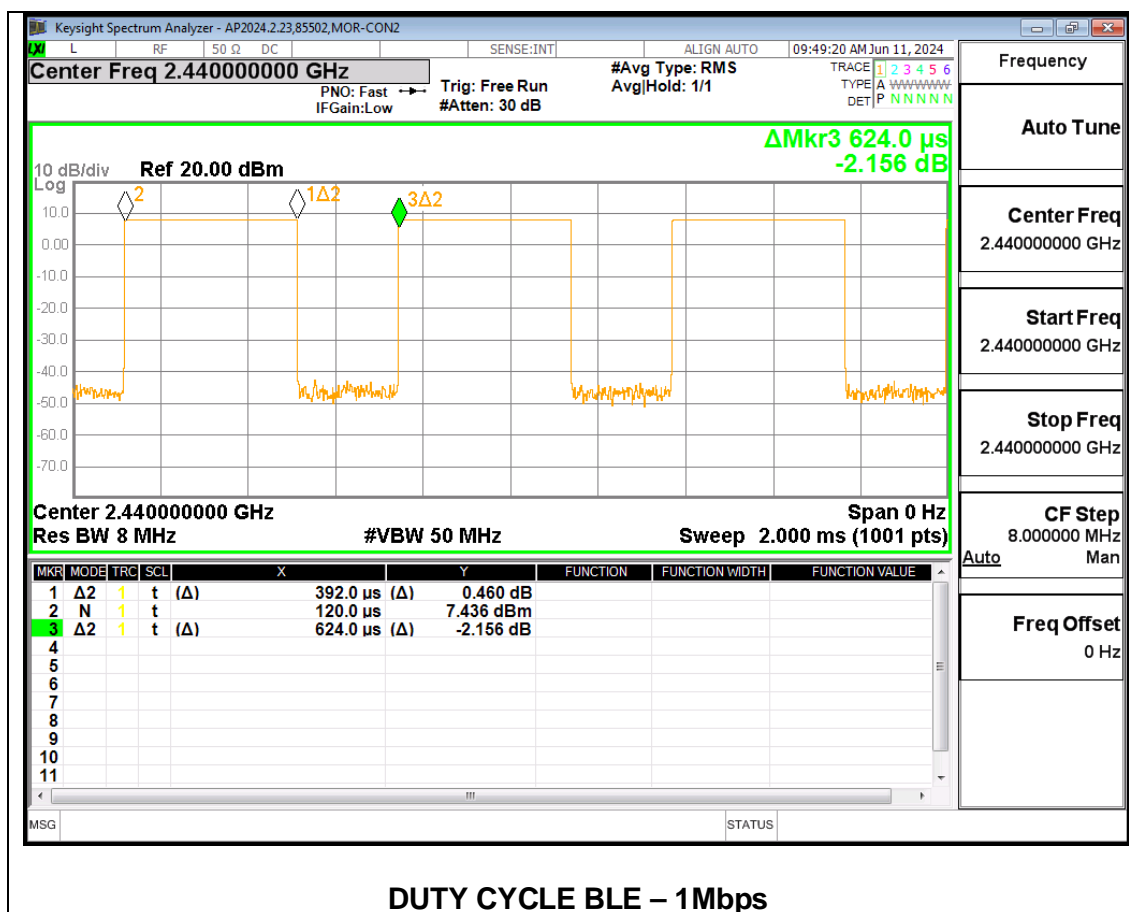 Keysight Spectrum Analyzer - AP2024.2.23,85502,MOR-CON2
LXI L RF 50 Ω DC SENSE:INT ALIGN AUTO 09:49:20 AM Jun 11, 2024
Center Freq 2.440000000 GHz
PNO: Fast
IFGain:Low
Trig: Free Run
#Atten: 30 dB
#Avg Type: RMS
Avg|Hold: 1/1
TRACE 1 2 3 4 5 6
TYPE A WWWWW
DET P N N N N N
ΔMkr3 624.0 µs
-2.156 dB
10 dB/div Ref 20.00 dBm
Log
2 1Δ2 3Δ2
10.0
0.00
-10.0
-20.0
-30.0
-40.0
-50.0
-60.0
-70.0
Center 2.440000000 GHz Span 0 Hz
Res BW 8 MHz #VBW 50 MHz Sweep 2.000 ms (1001 pts)
MKR MODE TRC SCL X Y FUNCTION FUNCTION WIDTH FUNCTION VALUE
1 Δ2 1 t (Δ) 392.0 µs (Δ) 0.460 dB
2 N 1 t 120.0 µs 7.436 dBm
3 Δ2 1 t (Δ) 624.0 µs (Δ) -2.156 dB
4
5
6
7
8
9
10
11
MSG STATUS
Frequency
Auto Tune
Center Freq
2.440000000 GHz
Start Freq
2.440000000 GHz
Stop Freq
2.440000000 GHz
CF Step
8.000000 MHz
Auto Man
Freq Offset
0 Hz
DUTY CYCLE BLE – 1Mbps